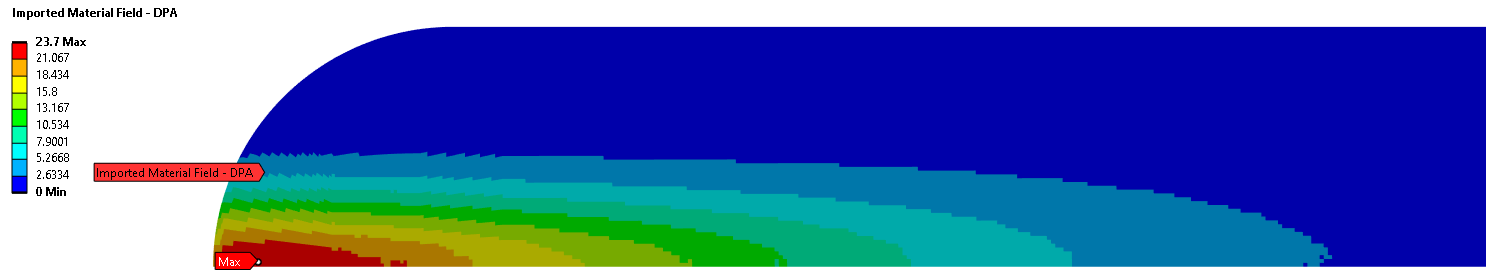 Imported Material Field - DPA
23.7 Max
21.067
18.434
15.8
13.167
10.534
7.9001
5.2668
2.6334
0 Min
Imported Material Field - DPA
Max